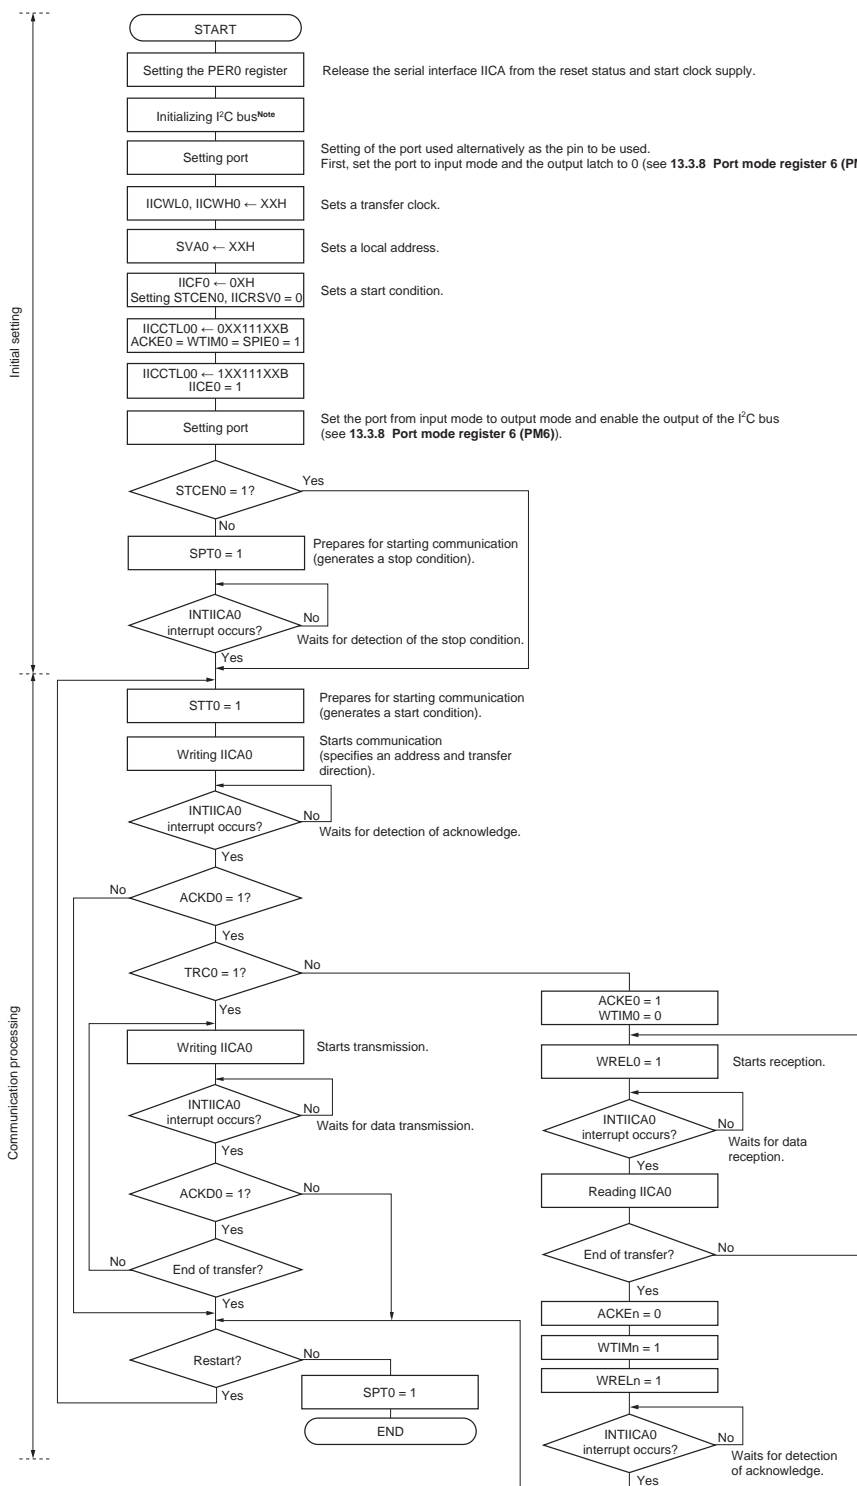 START
Setting the PER0 register
Release the serial interface IICA from the reset status and start clock supply.
Initializing I²C bus^Note
Setting port
Setting of the port used alternatively as the pin to be used.
First, set the port to input mode and the output latch to 0 (see 13.3.8 Port mode register 6 (PM
IICWL0, IICWH0 ← XXH
Sets a transfer clock.
SVA0 ← XXH
Sets a local address.
IICF0 ← 0XH
Setting STCEN0, IICRSV0 = 0
Sets a start condition.
IICCTL00 ← 0XX111XXB
ACKE0 = WTIM0 = SPIE0 = 1
IICCTL00 ← 1XX111XXB
IICE0 = 1
Setting port
Set the port from input mode to output mode and enable the output of the I²C bus
(see 13.3.8 Port mode register 6 (PM6)).
Initial setting
STCEN0 = 1?
Yes
No
SPT0 = 1
Prepares for starting communication
(generates a stop condition).
INTIICA0
interrupt occurs?
No
Waits for detection of the stop condition.
Yes
STT0 = 1
Prepares for starting communication
(generates a start condition).
Writing IICA0
Starts communication
(specifies an address and transfer
direction).
INTIICA0
interrupt occurs?
No
Waits for detection of acknowledge.
Yes
No
ACKD0 = 1?
Yes
TRC0 = 1?
No
Yes
Communication processing
Writing IICA0
Starts transmission.
INTIICA0
interrupt occurs?
No
Waits for data transmission.
Yes
ACKD0 = 1?
No
Yes
No
End of transfer?
Yes
Restart?
No
Yes
SPT0 = 1
END
ACKE0 = 1
WTIM0 = 0
WREL0 = 1
Starts reception.
INTIICA0
interrupt occurs?
No
Waits for data
reception.
Yes
Reading IICA0
End of transfer?
No
Yes
ACKEn = 0
WTIMn = 1
WRELn = 1
INTIICA0
interrupt occurs?
No
Waits for detection
of acknowledge.
Yes